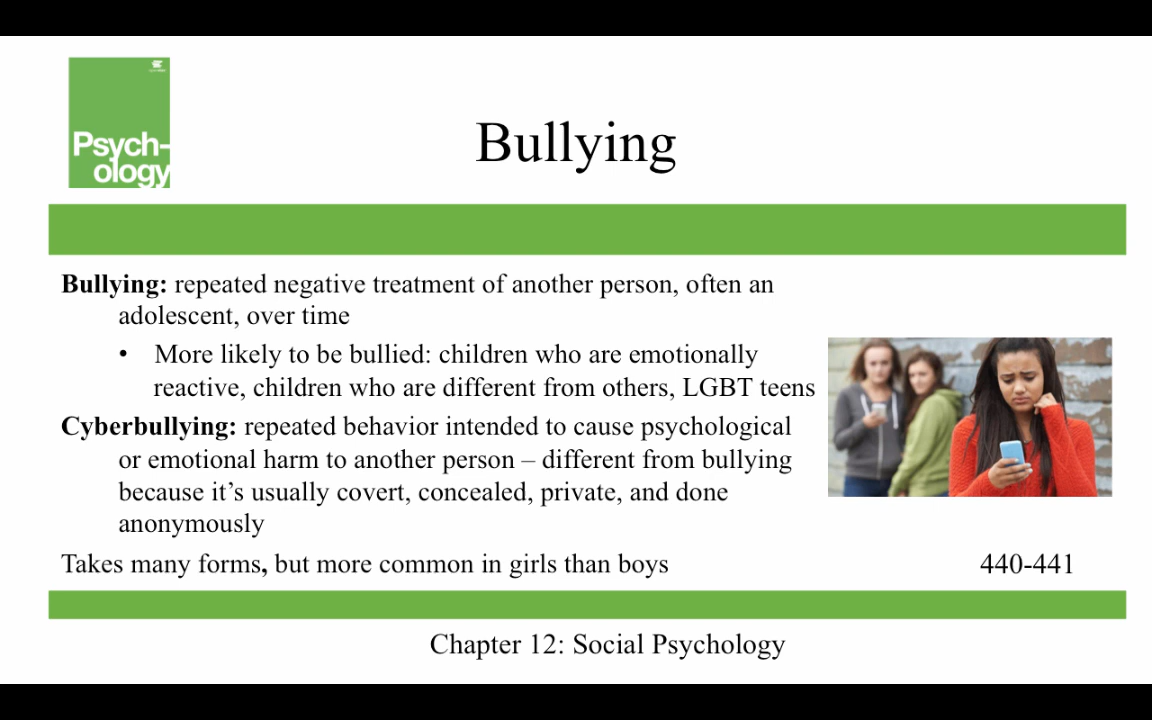 Psych-
ology
Bullying
Bullying: repeated negative treatment of another person, often an
adolescent, over time
• More likely to be bullied: children who are emotionally
reactive, children who are different from others, LGBT teens
Cyberbullying: repeated behavior intended to cause psychological
or emotional harm to another person – different from bullying
because it’s usually covert, concealed, private, and done
anonymously
Takes many forms, but more common in girls than boys
440-441
Chapter 12: Social Psychology